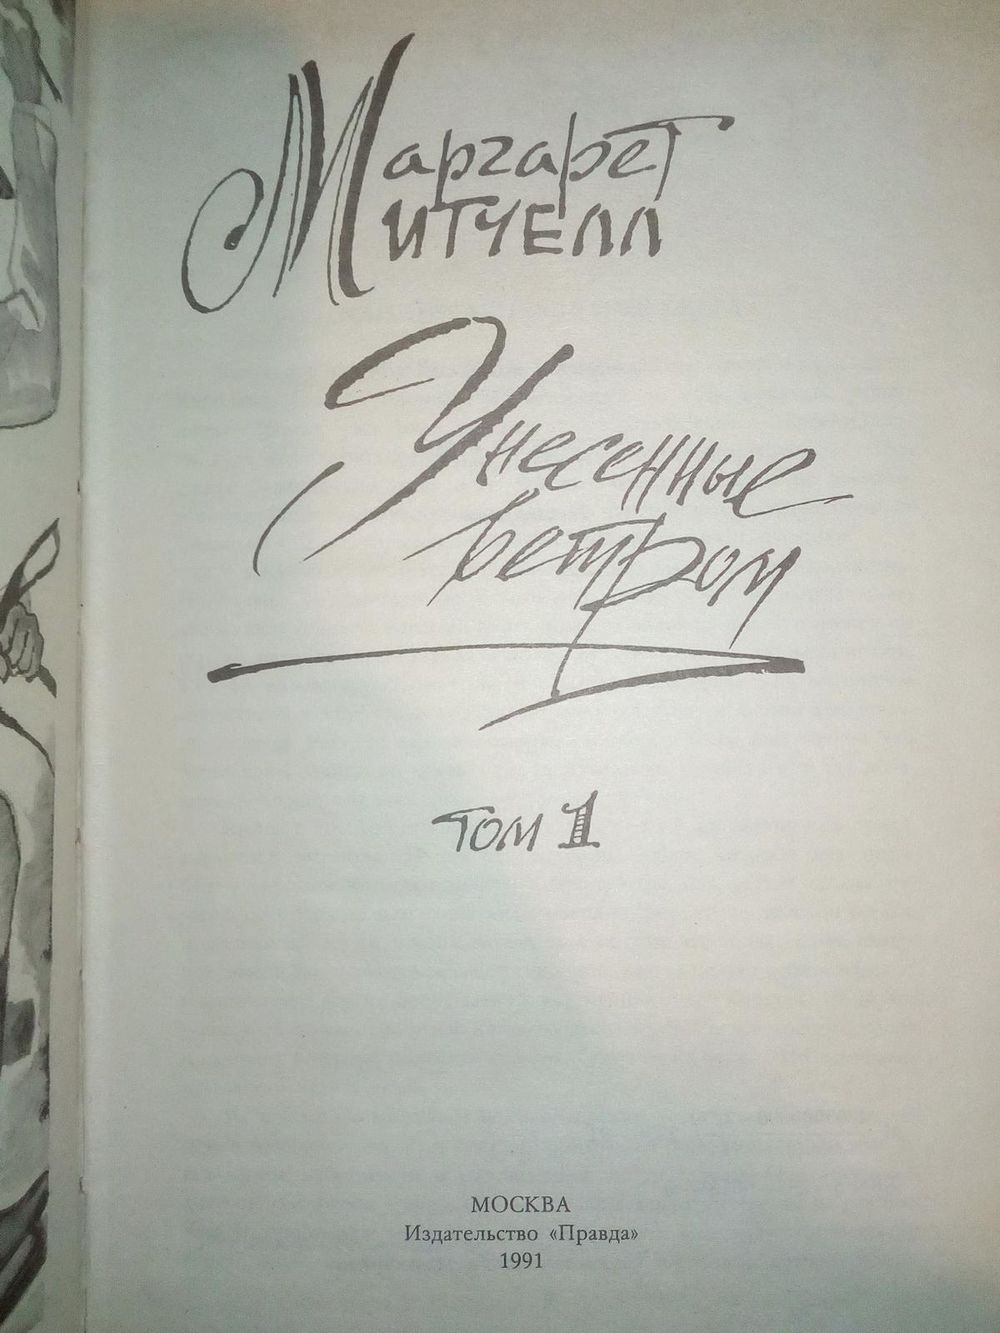 Маргарет
Митчелл
Унесенные
ветром
том 1
МОСКВА
Издательство «Правда»
1991